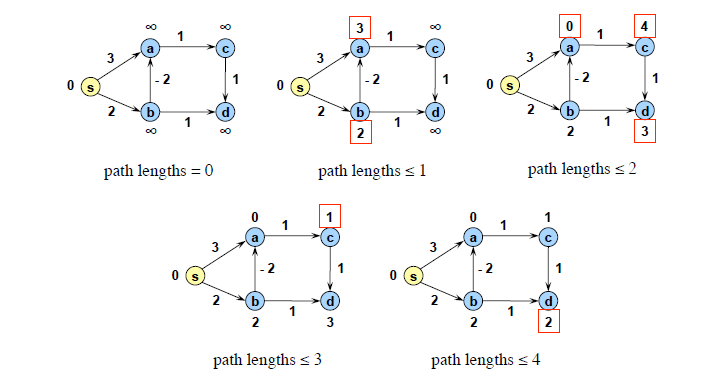 ∞ ∞
1
a c
3
0 s - 2 1
2
b d
1
∞ ∞
path lengths = 0
3 ∞
1
a c
3
0 s - 2 1
2
b d
1
2 ∞
path lengths ≤ 1
0 4
1
a c
3
0 s - 2 1
2
b d
1
2 3
path lengths ≤ 2
0 1
1
a c
3
0 s - 2 1
2
b d
1
2 3
path lengths ≤ 3
0 1
1
a c
3
0 s - 2 1
2
b d
1
2 2
path lengths ≤ 4